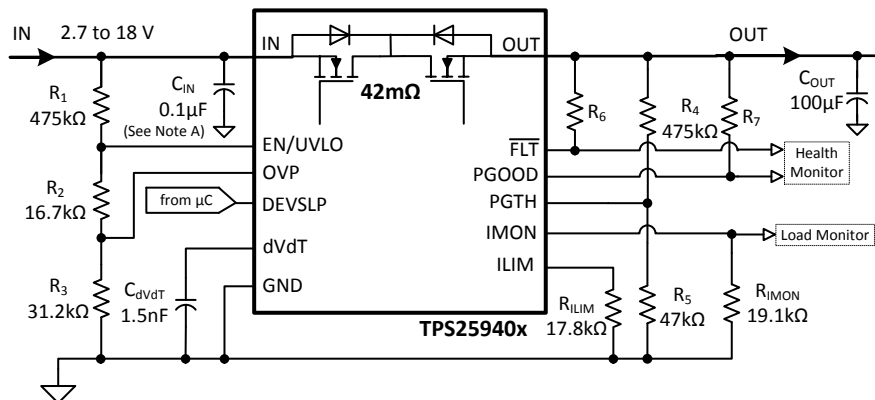 IN
2.7 to 18 V
IN
OUT
OUT
42mΩ
R1
475kΩ
CIN
0.1µF
(See Note A)
R6
R4
475kΩ
R7
COUT
100µF
EN/UVLO
FLT
R2
16.7kΩ
OVP
PGOOD
Health
Monitor
from µC
DEVSLP
PGTH
dVdT
IMON
Load Monitor
ILIM
R3
31.2kΩ
CdVdT
1.5nF
GND
RILIM
17.8kΩ
R5
47kΩ
RIMON
19.1kΩ
TPS25940x